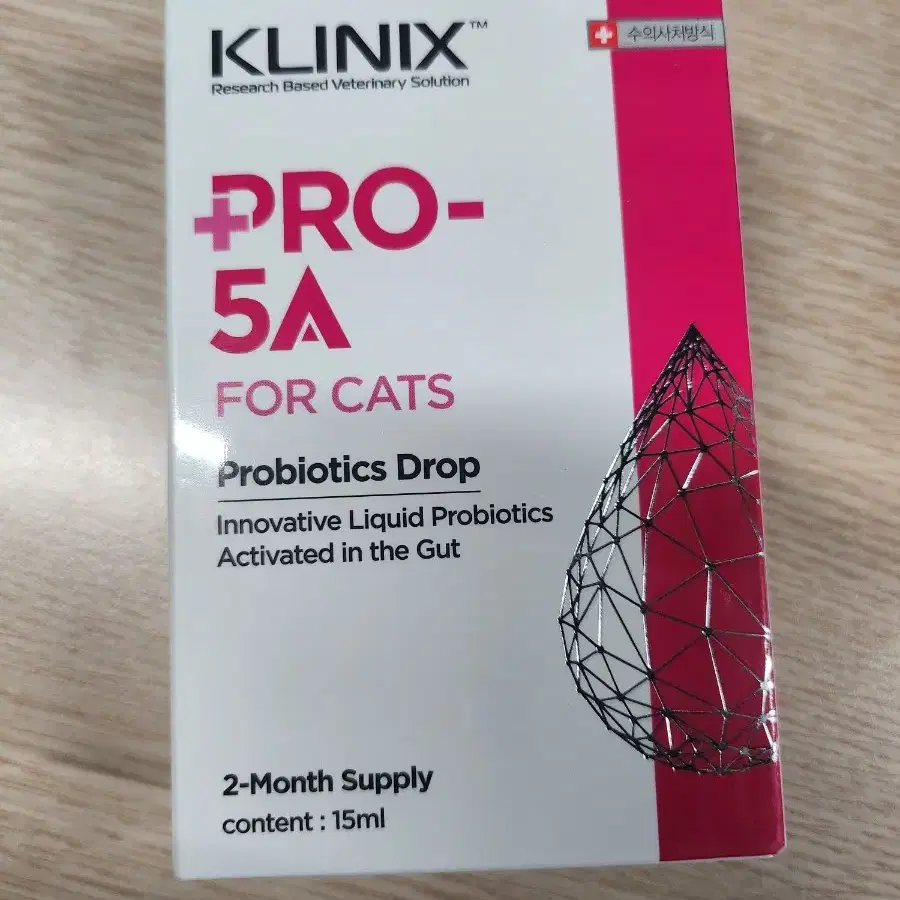 KLINIX™
Research Based Veterinary Solution
수의사처방식
PRO-
5A
FOR CATS
Probiotics Drop
Innovative Liquid Probiotics
Activated in the Gut
2-Month Supply
content : 15ml